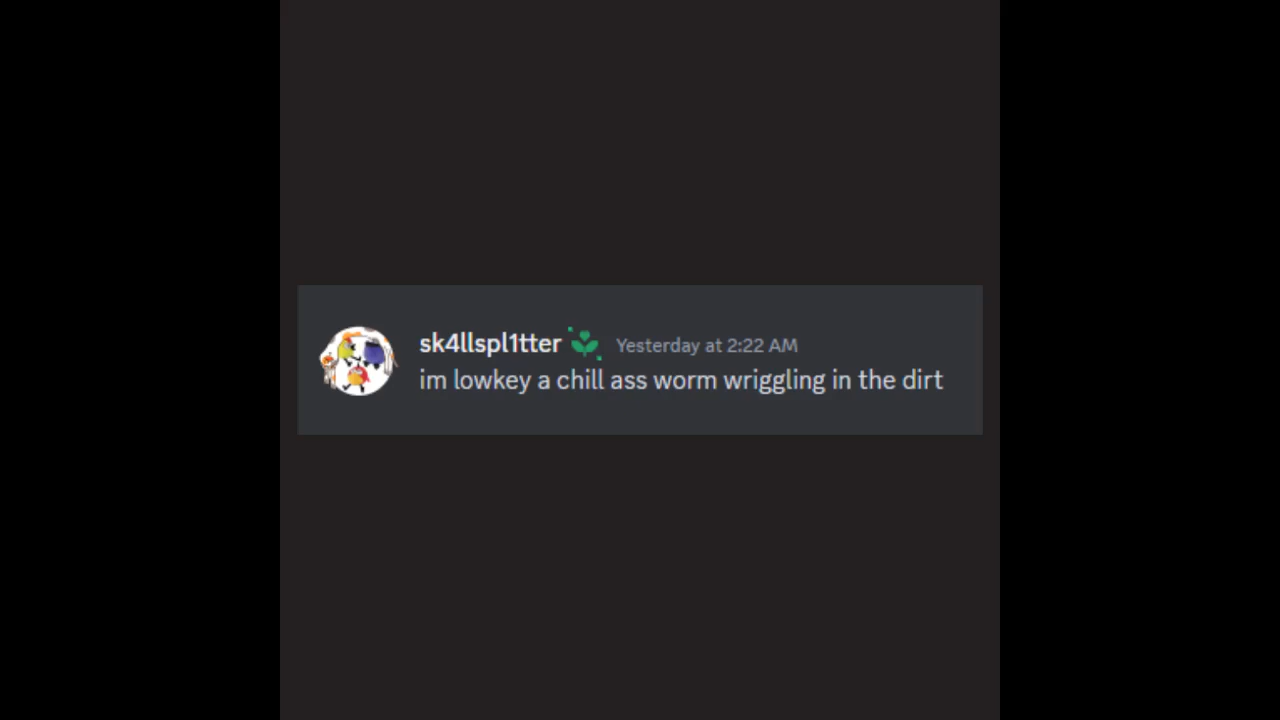 sk4llspl1tter Yesterday at 2:22 AM
im lowkey a chill ass worm wriggling in the dirt